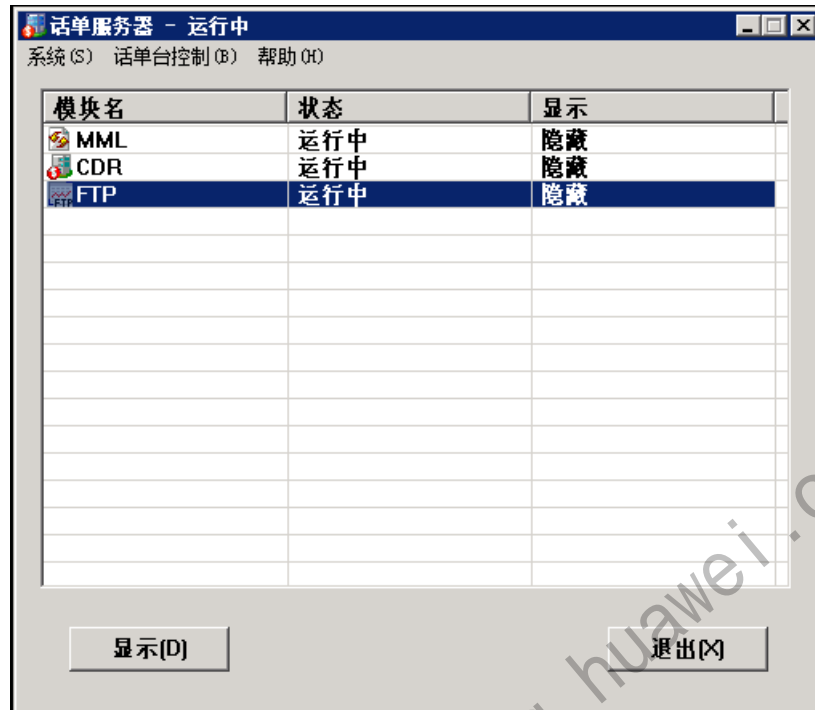 话单服务器 - 运行中
系统(S) 话单台控制(B) 帮助(H)
模块名 状态 显示
MML 运行中 隐藏
CDR 运行中 隐藏
FTP 运行中 隐藏
显示(D) 退出(X)
huawei.c